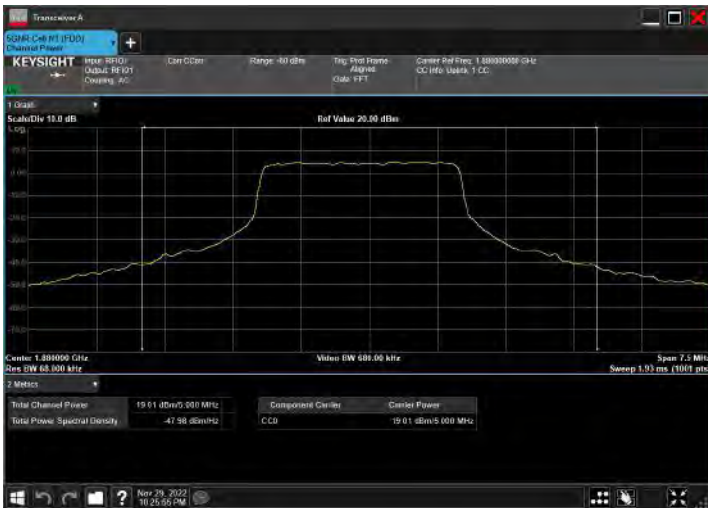 Transceiver A
5GNR-Cell N1 (FDD)
Channel Power
KEYSIGHT
Input: RFIO1
Output: RFIO1
Coupling: AC
Corr CCorr
Range: -60 dBm
Trig: Prot Frame
Aligned
Gate: FFT
Center Ref Freq: 1.880000000 GHz
CC Info: Uplink, 1 CC
1 Graph
Scale/Div 10.0 dB
Ref Value 20.00 dBm
Log
10.0
0.00
Center 1.880000 GHz
Video BW 680.00 kHz
Span 7.5 MHz
Res BW 68.000 kHz
Sweep 1.93 ms (1001 pts
2 Metrics
Total Channel Power
19.01 dBm/5.000 MHz
Total Power Spectral Density
-47.98 dBm/Hz
Component Carrier
Carrier Power
CC0
19.01 dBm/5.000 MHz
?
Nov 29, 2022
10:25:55 PM